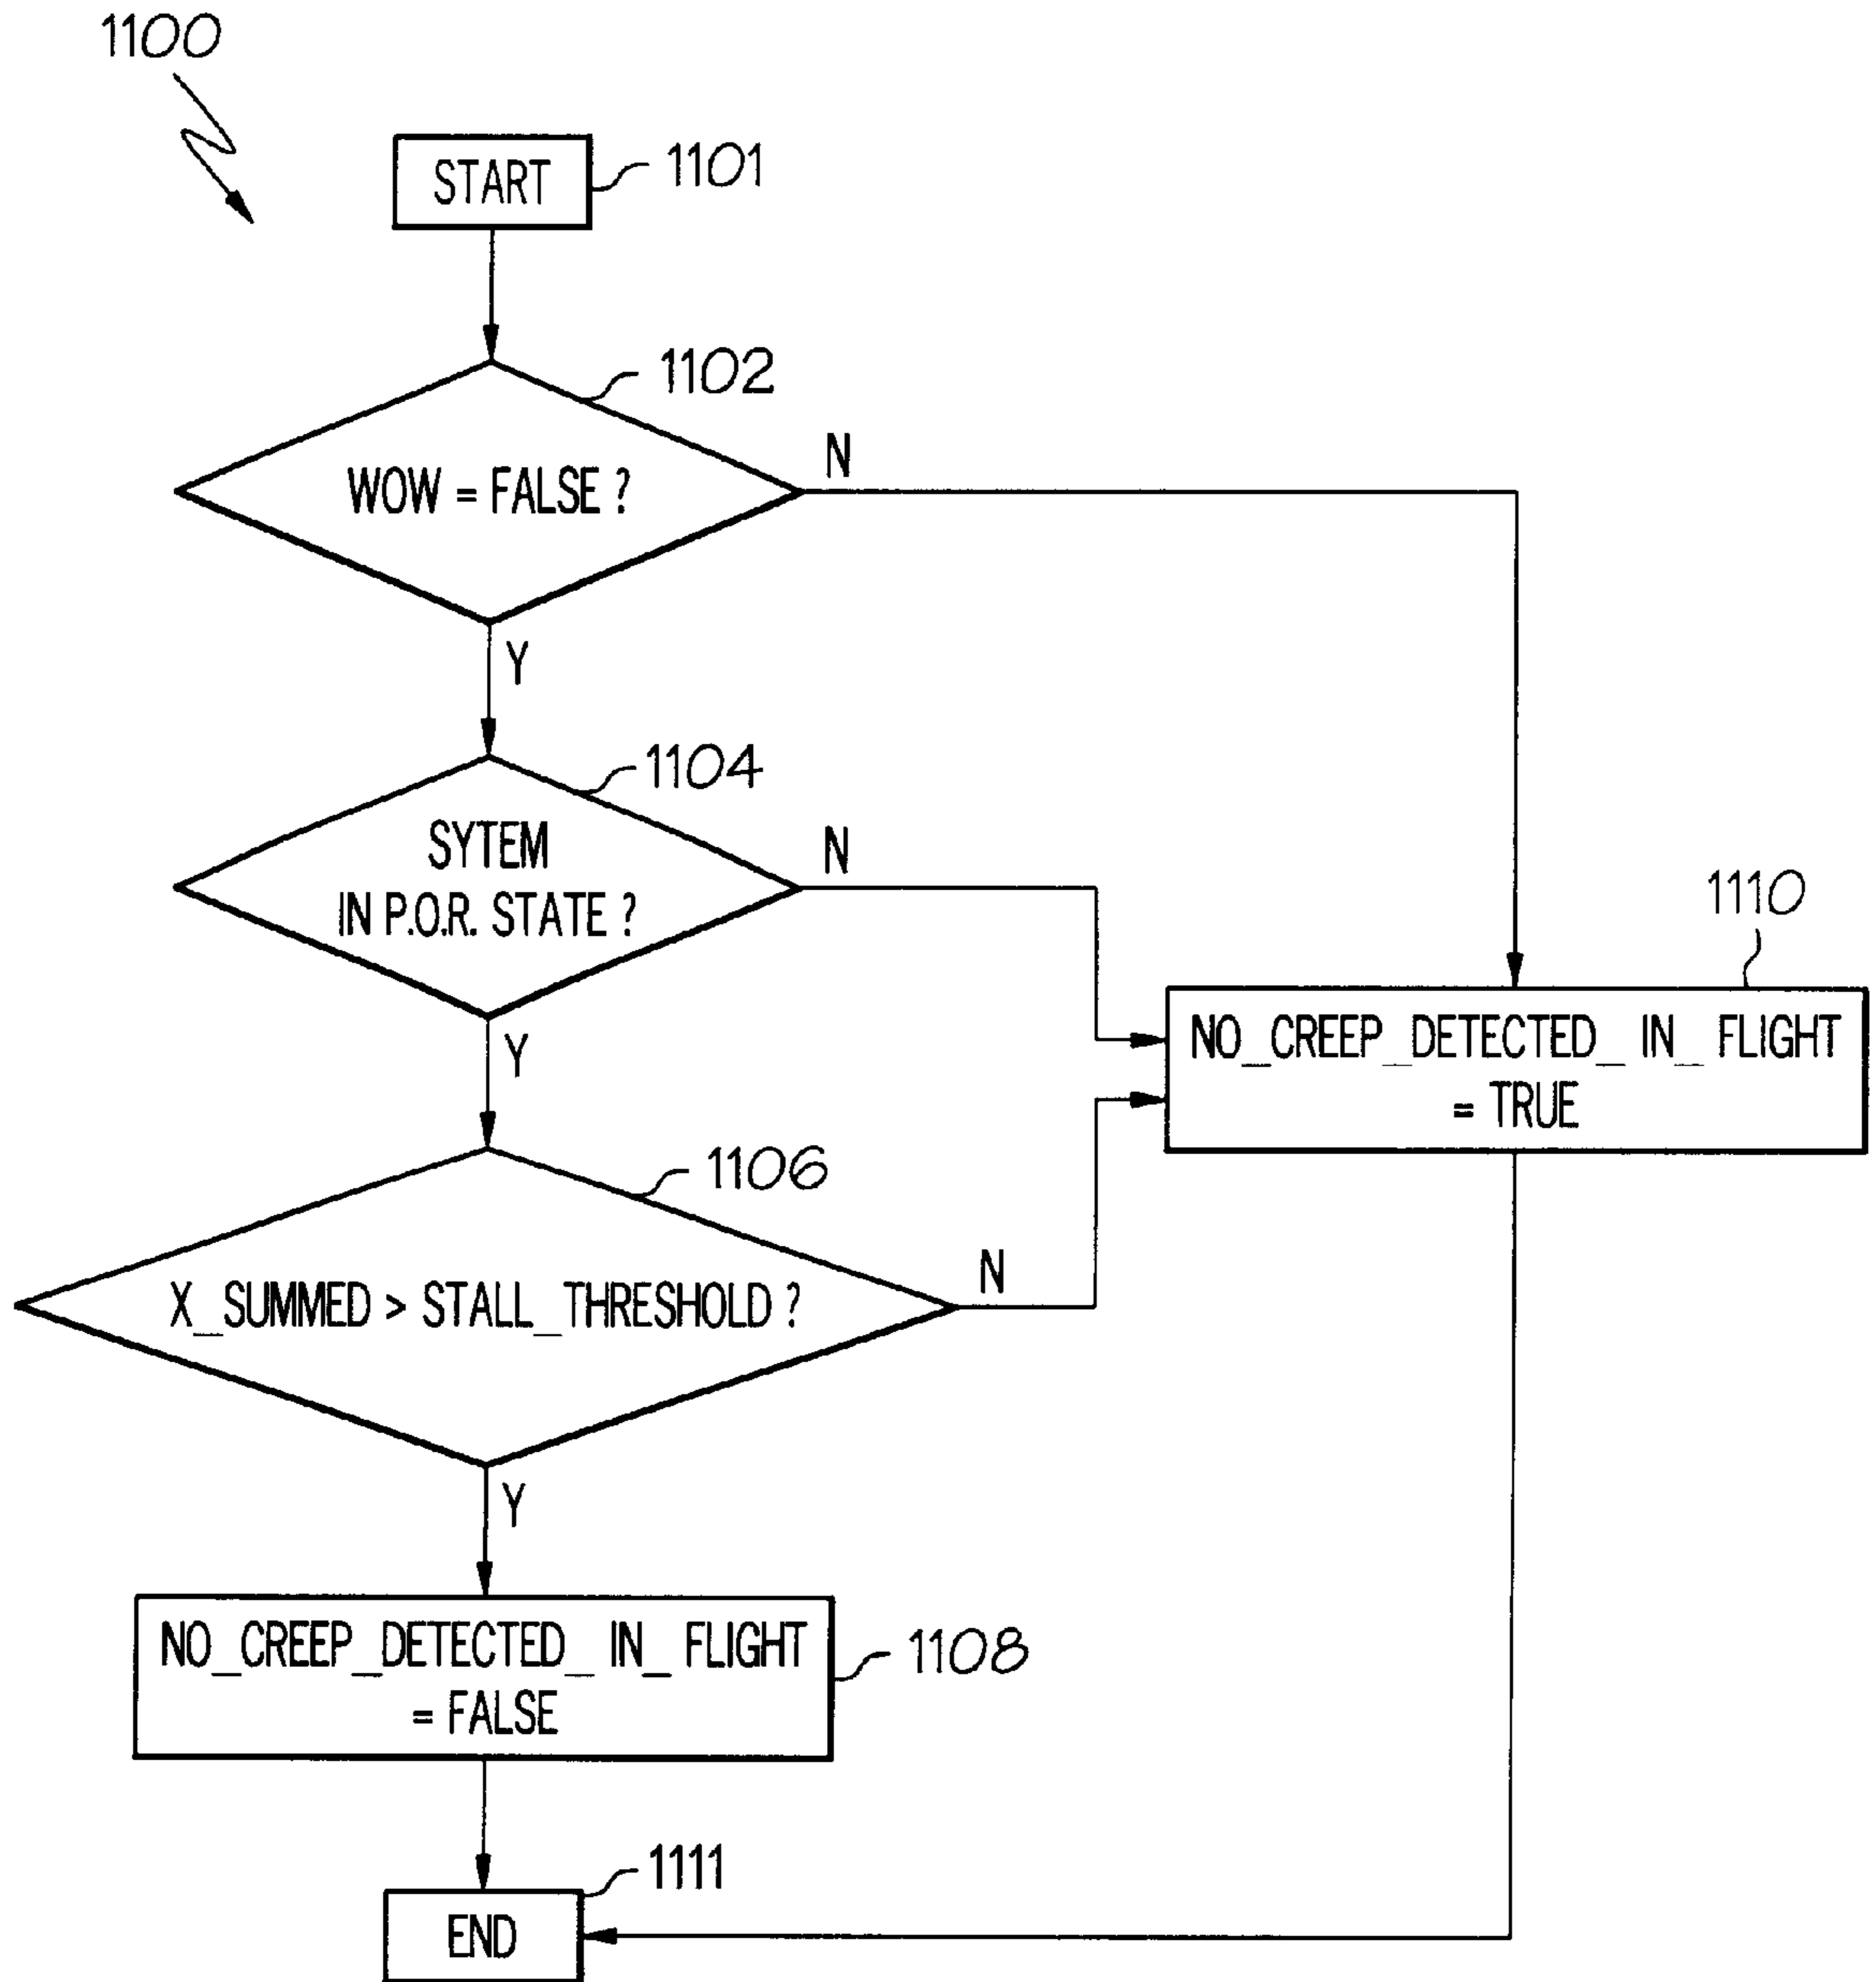 1100
START
1101
1102
WOW = FALSE ?
N
Y
1104
SYTEM
IN P.O.R. STATE ?
N
Y
1110
NO_CREEP_DETECTED_ IN_ FLIGHT
= TRUE
1106
X_SUMMED > STALL_THRESHOLD ?
N
Y
NO_CREEP_DETECTED_ IN_ FLIGHT
= FALSE
1108
1111
END